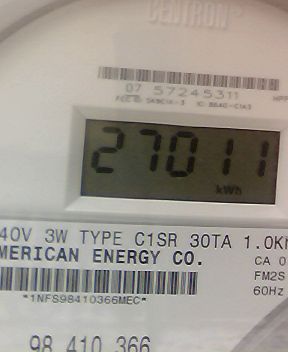 CENTRON
07 57245311
27011
kWh
40V 3W TYPE C1SR 30TA 1.0K
MERICAN ENERGY CO.
CA 0
FM2S
60Hz
*1NFS98410366MEC*
98 410 366